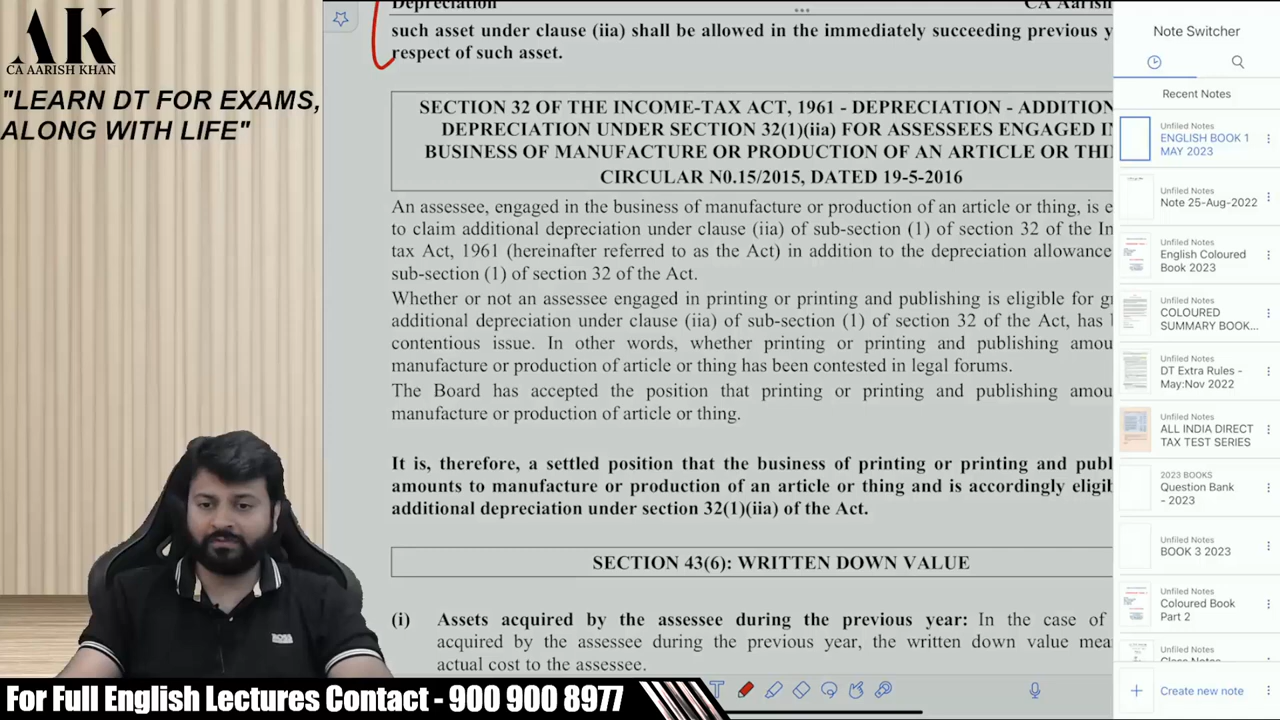 AK
CA AARISH KHAN
"LEARN DT FOR EXAMS,
ALONG WITH LIFE"
Depreciation CA Aarish
such asset under clause (iia) shall be allowed in the immediately succeeding previous y
respect of such asset.
SECTION 32 OF THE INCOME-TAX ACT, 1961 - DEPRECIATION - ADDITION
DEPRECIATION UNDER SECTION 32(1)(iia) FOR ASSESSEES ENGAGED IN
BUSINESS OF MANUFACTURE OR PRODUCTION OF AN ARTICLE OR THI
CIRCULAR N0.15/2015, DATED 19-5-2016
An assessee, engaged in the business of manufacture or production of an article or thing, is e
to claim additional depreciation under clause (iia) of sub-section (1) of section 32 of the In
tax Act, 1961 (hereinafter referred to as the Act) in addition to the depreciation allowance
sub-section (1) of section 32 of the Act.
Whether or not an assessee engaged in printing or printing and publishing is eligible for g
additional depreciation under clause (iia) of sub-section (1) of section 32 of the Act, has
contentious issue. In other words, whether printing or printing and publishing amou
manufacture or production of article or thing has been contested in legal forums.
The Board has accepted the position that printing or printing and publishing amou
manufacture or production of article or thing.
It is, therefore, a settled position that the business of printing or printing and publ
amounts to manufacture or production of an article or thing and is accordingly eligib
additional depreciation under section 32(1)(iia) of the Act.
SECTION 43(6): WRITTEN DOWN VALUE
(i) Assets acquired by the assessee during the previous year: In the case of
acquired by the assessee during the previous year, the written down value mea
actual cost to the assessee.
Note Switcher
Recent Notes
Unfiled Notes
ENGLISH BOOK 1
MAY 2023
Unfiled Notes
Note 25-Aug-2022
Unfiled Notes
English Coloured
Book 2023
Unfiled Notes
COLOURED
SUMMARY BOOK...
Unfiled Notes
DT Extra Rules -
May:Nov 2022
Unfiled Notes
ALL INDIA DIRECT
TAX TEST SERIES
2023 BOOKS
Question Bank
- 2023
Unfiled Notes
BOOK 3 2023
Unfiled Notes
Coloured Book
Part 2
Unfiled Notes
Class Notes
Create new note
BOSS
For Full English Lectures Contact - 900 900 8977